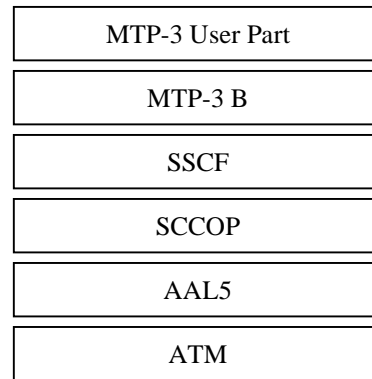 MTP-3 User Part
MTP-3 B
SSCF
SCCOP
AAL5
ATM